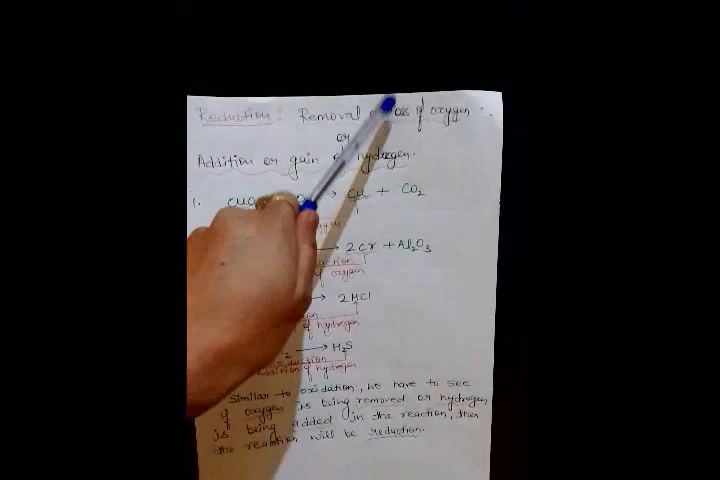 Reduction: Removal loss of oxygen
or
Addition or gain of hydrogen.
1. CuO → Cu + CO2
→ 2Cr + Al2O3
of oxygen
→ 2HCl
of hydrogen
→ H2S
Addition of hydrogen
Similar to oxidation, we have to see
if oxygen is being removed or hydrogen
is being added in the reaction, then
the reaction will be reduction.